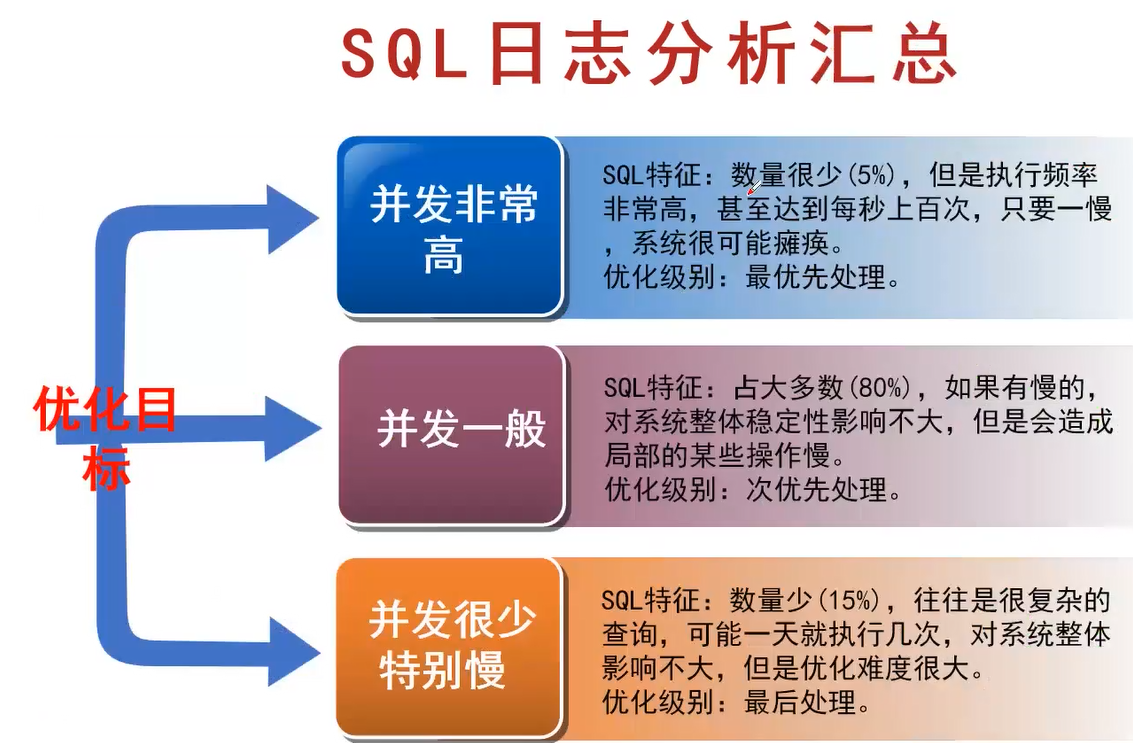 SQL日志分析汇总
优化目
标
并发非常
高
SQL特征：数量很少(5%)，但是执行频率
非常高，甚至达到每秒上百次，只要一慢
，系统很可能瘫痪。
优化级别：最优先处理。
并发一般
SQL特征：占大多数(80%)，如果有慢的，
对系统整体稳定性影响不大，但是会造成
局部的某些操作慢。
优化级别：次优先处理。
并发很少
特别慢
SQL特征：数量少(15%)，往往是很复杂的
查询，可能一天就执行几次，对系统整体
影响不大，但是优化难度很大。
优化级别：最后处理。